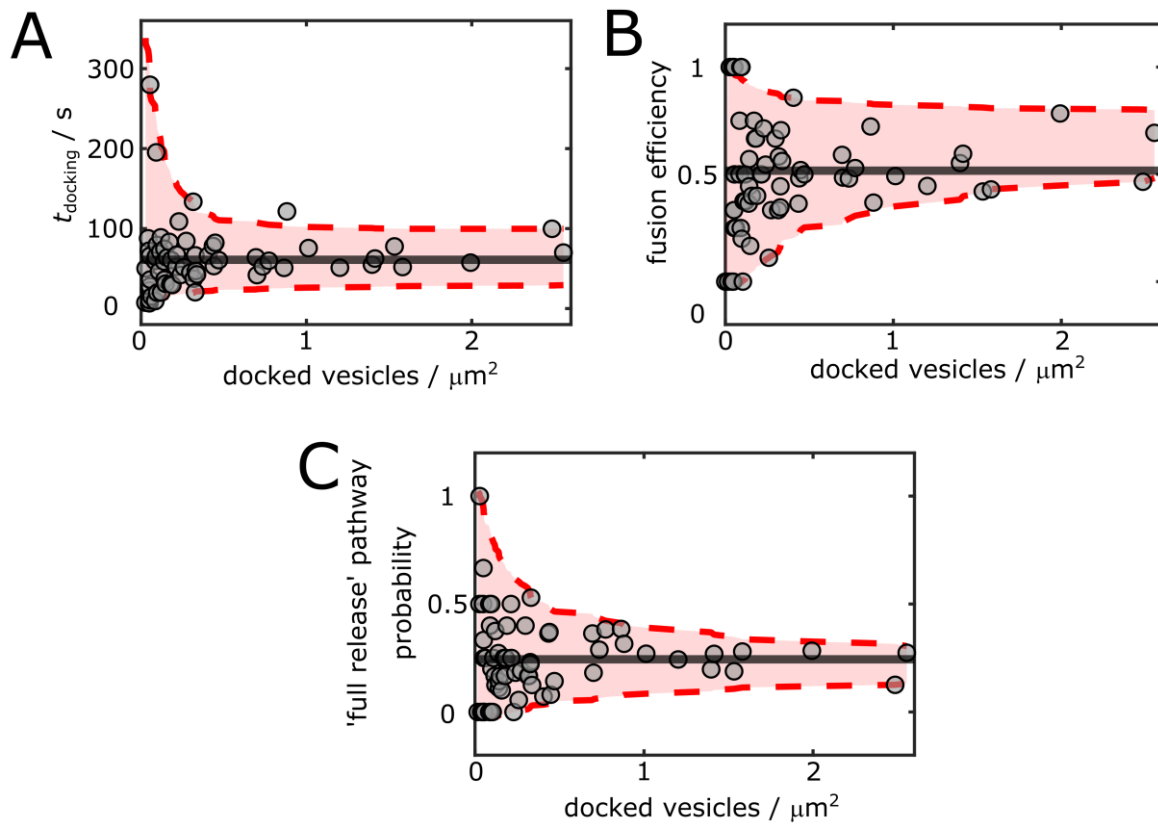 A
300
200
100
0
t_docking / s
0
1
2
docked vesicles / μm²
B
1
0.5
0
fusion efficiency
0
1
2
docked vesicles / μm²
C
1
0.5
0
'full release' pathway
probability
0
1
2
docked vesicles / μm²